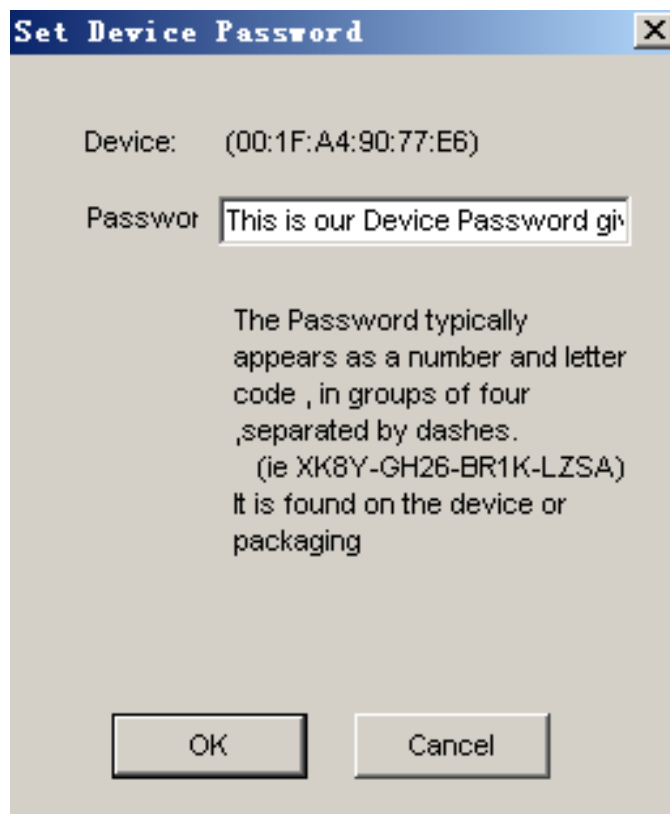 Set Device Password
Device: (00:1F:A4:90:77:E6)
Passwor This is our Device Password giv
The Password typically
appears as a number and letter
code , in groups of four
,separated by dashes.
(ie XK8Y-GH26-BR1K-LZSA)
It is found on the device or
packaging
OK Cancel